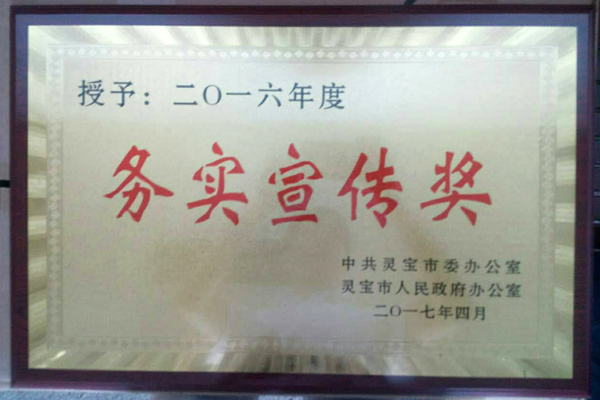 授予：二〇一六年度
务实宣传奖
中共灵宝市委办公室
灵宝市人民政府办公室
二〇一七年四月